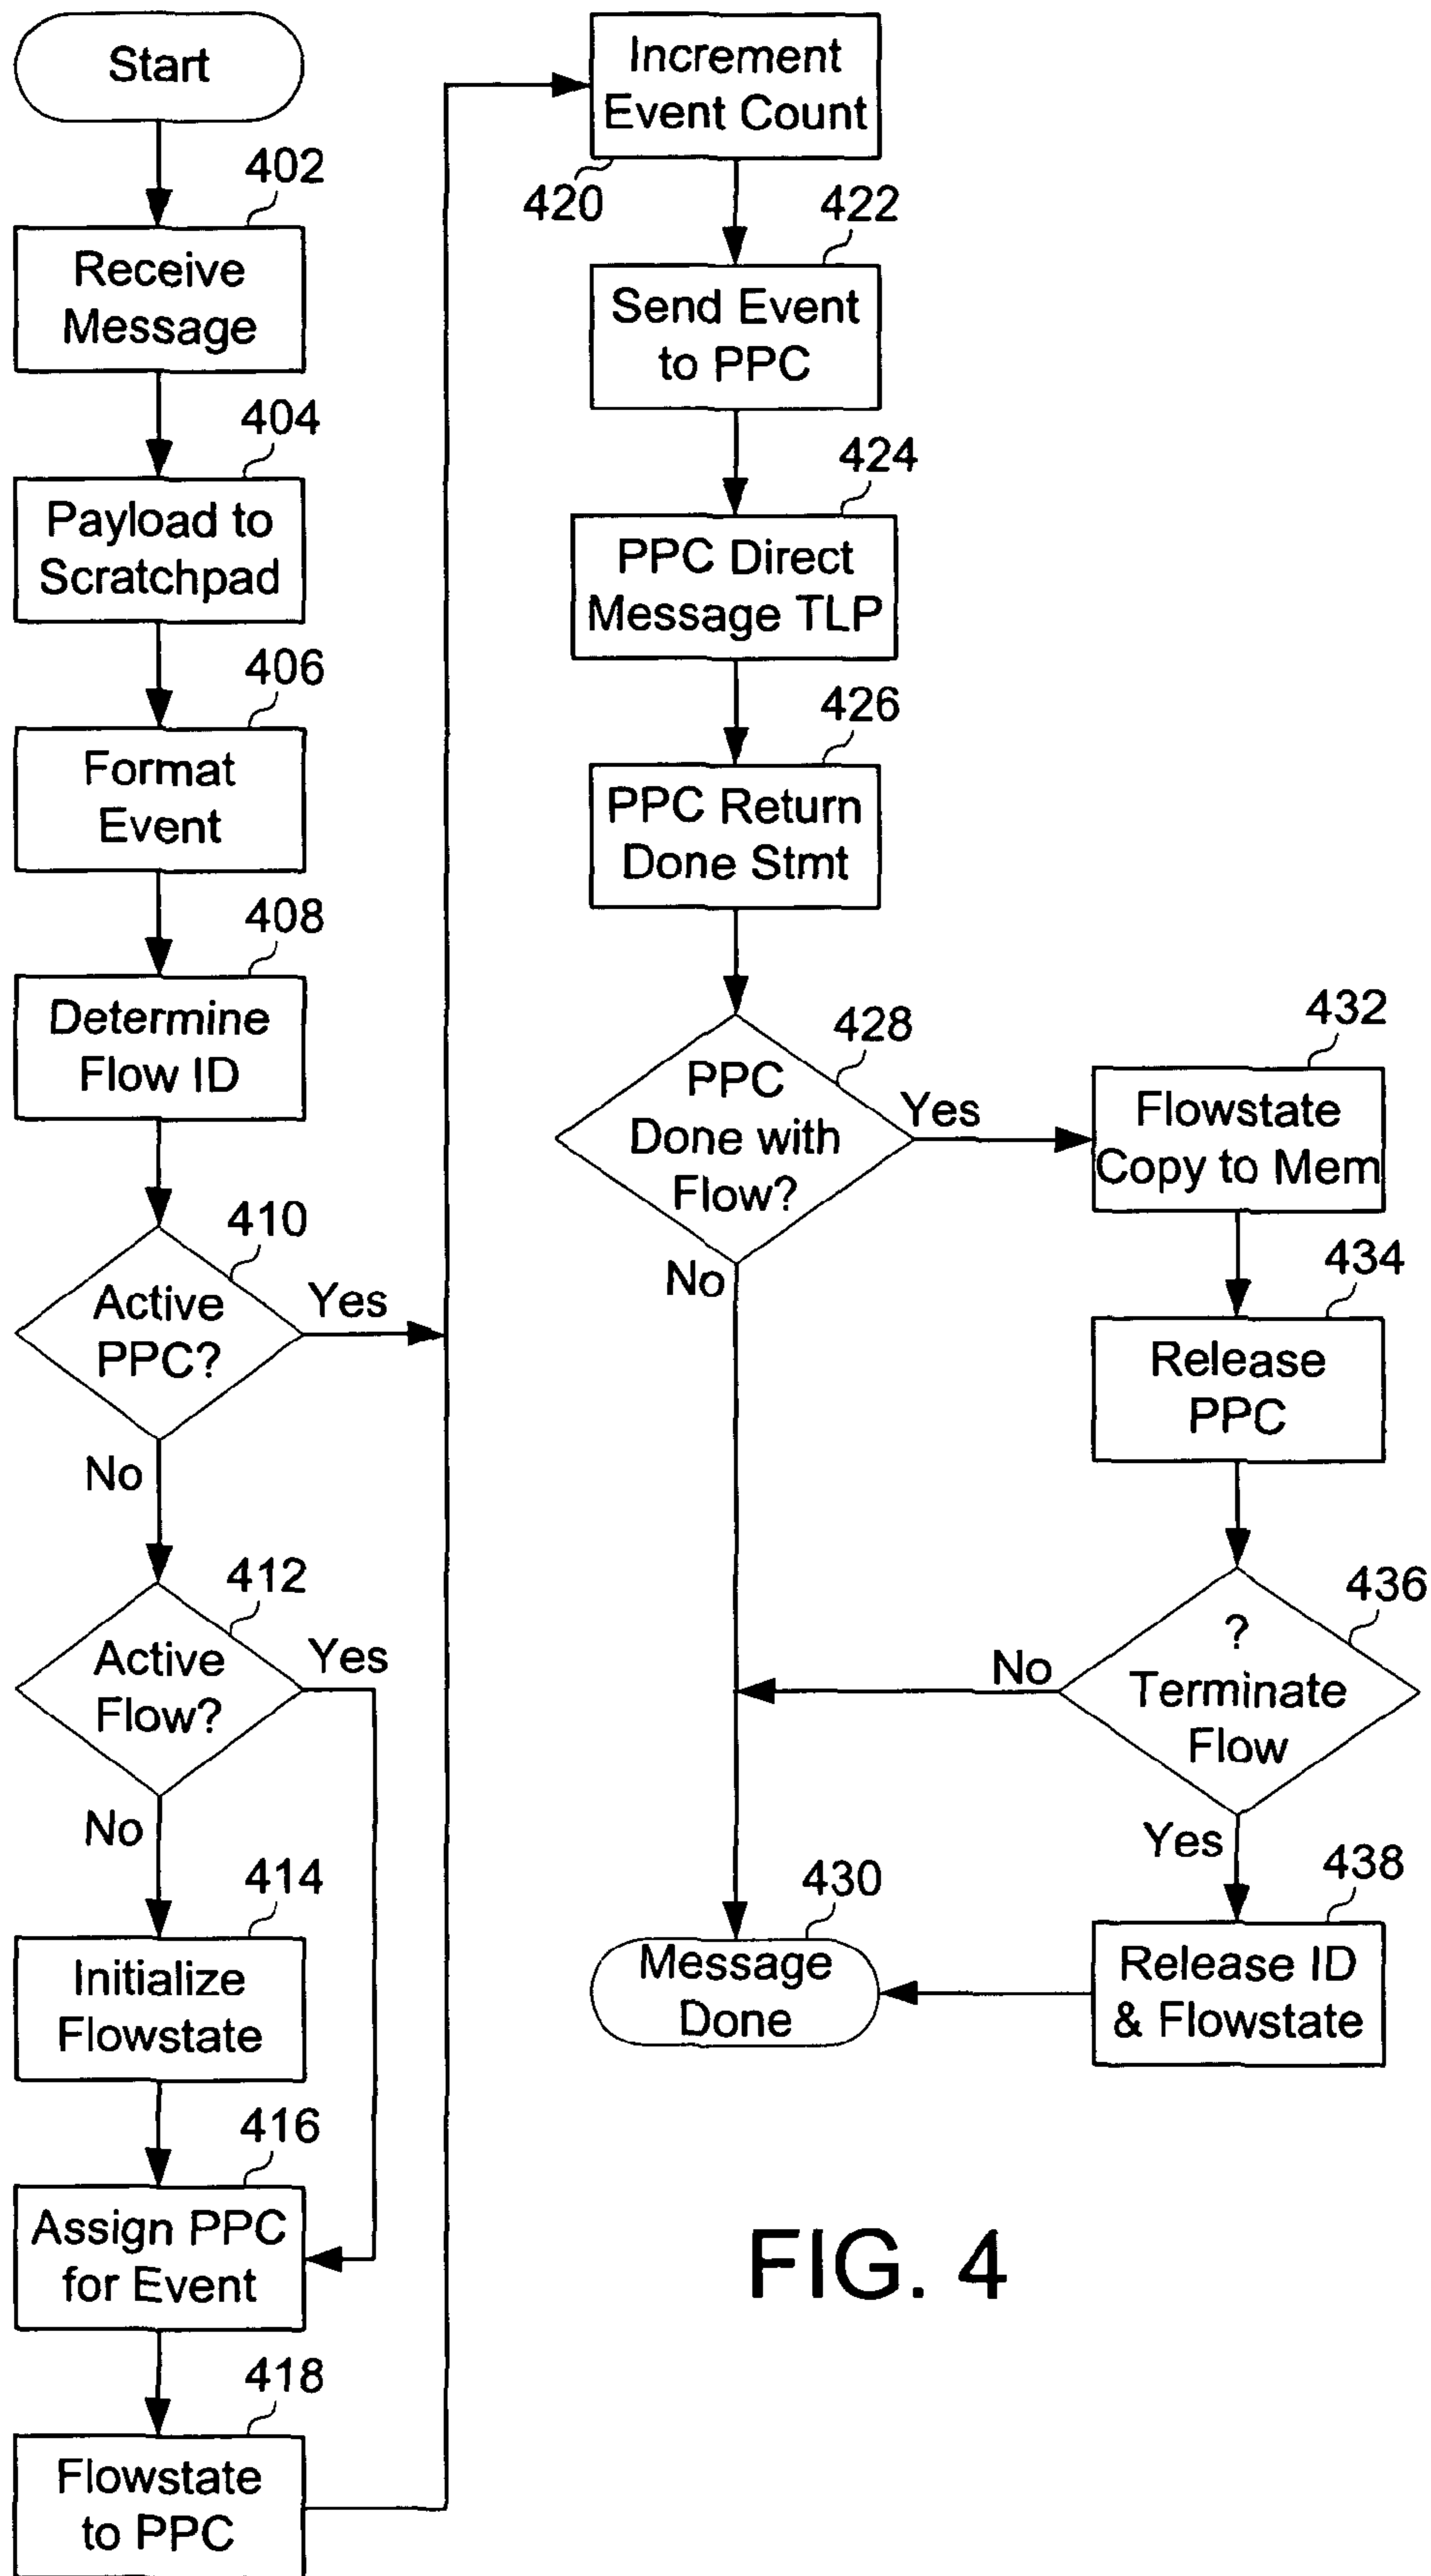 Start
402
Receive
Message
404
Payload to
Scratchpad
406
Format
Event
408
Determine
Flow ID
410
Active
PPC?
Yes
No
412
Active
Flow?
Yes
No
414
Initialize
Flowstate
416
Assign PPC
for Event
418
Flowstate
to PPC
Increment
Event Count
420
422
Send Event
to PPC
424
PPC Direct
Message TLP
426
PPC Return
Done Stmt
428
PPC
Done with
Flow?
Yes
No
432
Flowstate
Copy to Mem
434
Release
PPC
436
?
Terminate
Flow
No
Yes
438
Release ID
& Flowstate
430
Message
Done
FIG. 4